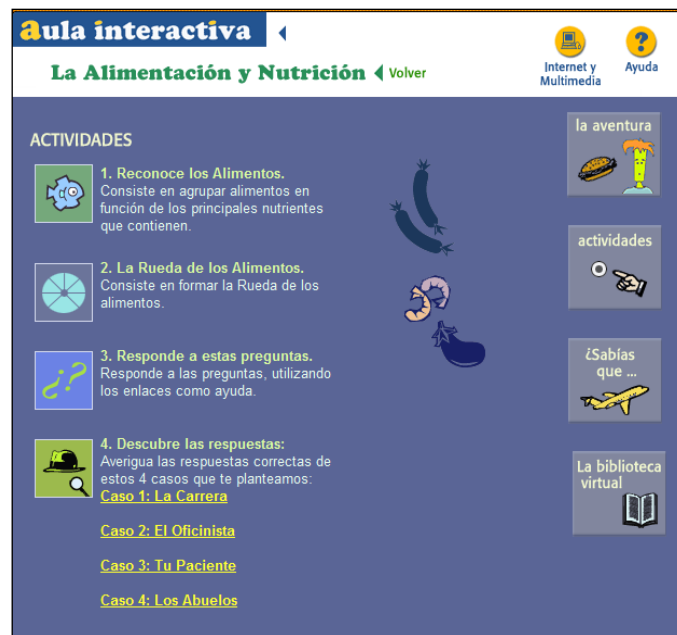 aula interactiva
La Alimentación y Nutrición Volver
Internet y
Multimedia
Ayuda
ACTIVIDADES
1. Reconoce los Alimentos.
Consiste en agrupar alimentos en
función de los principales nutrientes
que contienen.
2. La Rueda de los Alimentos.
Consiste en formar la Rueda de los
alimentos.
¿?
3. Responde a estas preguntas.
Responde a las preguntas, utilizando
los enlaces como ayuda.
4. Descubre las respuestas:
Averigua las respuestas correctas de
estos 4 casos que te planteamos:
Caso 1: La Carrera
Caso 2: El Oficinista
Caso 3: Tu Paciente
Caso 4: Los Abuelos
la aventura
actividades
¿Sabías
que ...
La biblioteca
virtual